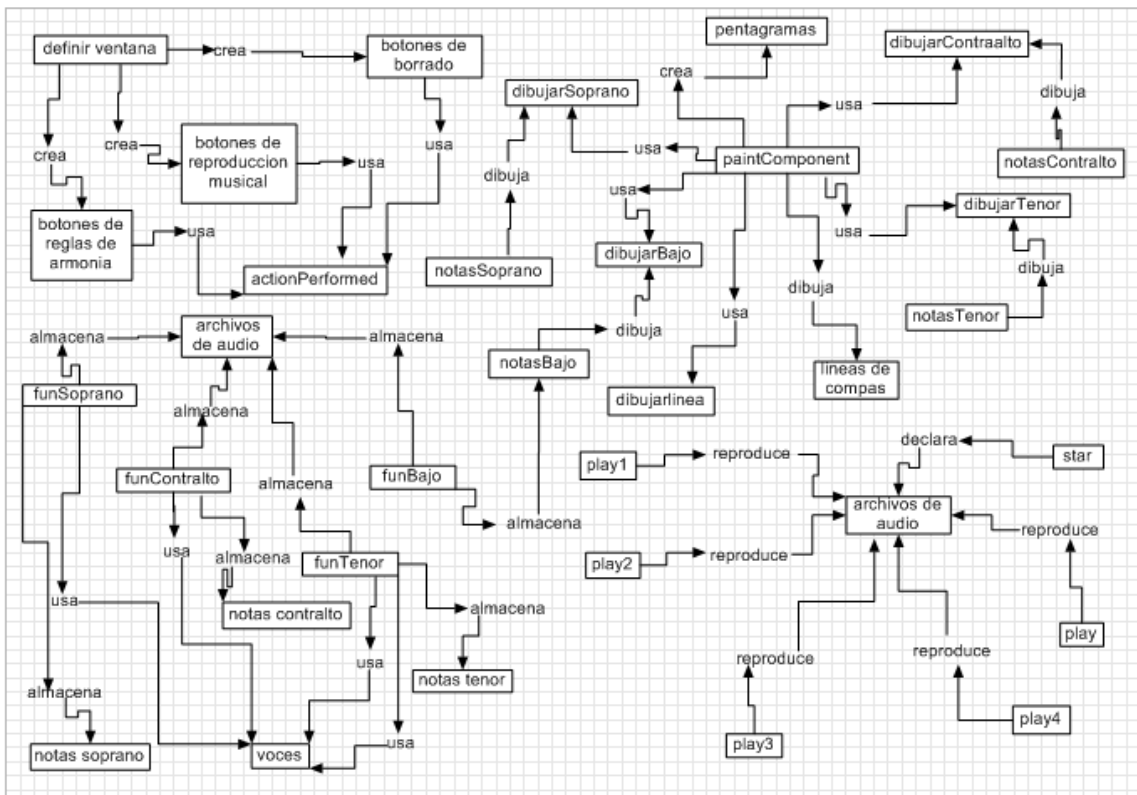 definir ventana
crea
botones de
borrado
pentagramas
dibujarContraalto
crea
dibujarSoprano
usa
dibuja
crea
crea
botones de
reproduccion
musical
usa
usa
usa
paintComponent
notasContralto
dibuja
usa
botones de
reglas de
armonia
usa
usa
dibujarTenor
dibujarBajo
actionPerformed
notasSoprano
dibuja
dibuja
usa
notasTenor
almacena
archivos
de audio
almacena
dibuja
notasBajo
lineas de
compas
funSoprano
dibujarlinea
almacena
declara
star
play1
reproduce
funContralto
almacena
funBajo
archivos de
audio
almacena
reproduce
usa
almacena
funTenor
play2
reproduce
usa
notas contralto
almacena
play
usa
reproduce
reproduce
notas tenor
almacena
play4
notas soprano
voces
usa
play3